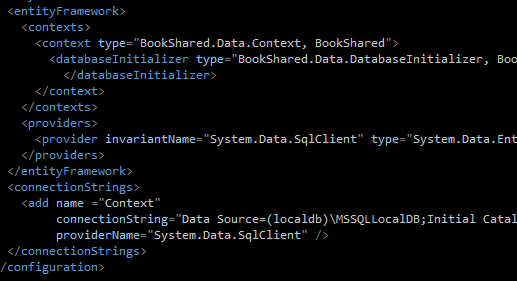 <entityFramework>
<contexts>
<context type="BookShared.Data.Context, BookShared">
<databaseInitializer type="BookShared.Data.DatabaseInitializer, Boo
</databaseInitializer>
</context>
</contexts>
<providers>
<provider invariantName="System.Data.SqlClient" type="System.Data.Ent
</providers>
</entityFramework>
<connectionStrings>
<add name ="Context"
connectionString="Data Source=(localdb)\MSSQLLocalDB;Initial Catal
providerName="System.Data.SqlClient" />
</connectionStrings>
/configuration>